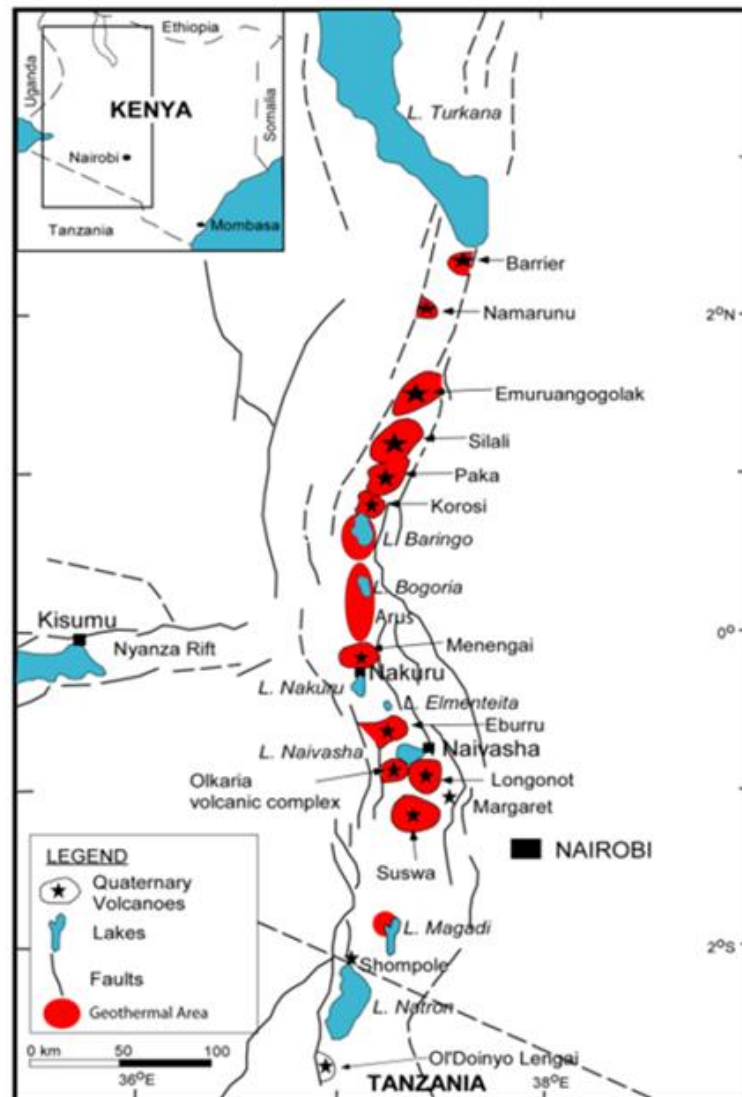 Ethiopia
Uganda
KENYA
Somalia
Nairobi
Tanzania
Mombasa
L. Turkana
Barrier
Namarunu
2°N
Emuruangogolak
Silali
Paka
Korosi
L. Baringo
L. Bogoria
Arus
Kisumu
0°
Nyanza Rift
Menengai
Nakuru
L. Nakuru
L. Elmenteita
Eburru
L. Naivasha
Naivasha
Olkaria
volcanic complex
Longonot
Margaret
NAIROBI
Suswa
LEGEND
Quaternary
Volcanoes
Lakes
Faults
Geothermal Area
L. Magadi
2°S
Shompole
L. Natron
0 km 50 100
Ol'Doinyo Lengai
36°E
TANZANIA
38°E